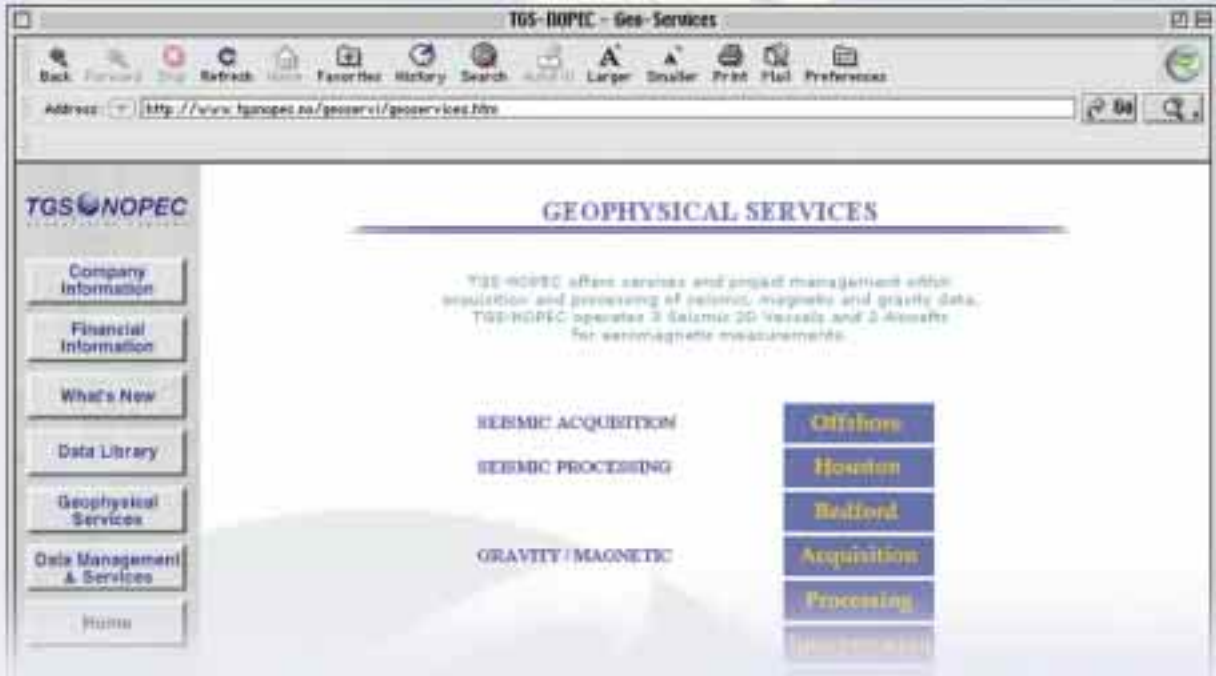 TGS-NOPEC - Geo-Services
Back Forward Stop Refresh Home Favorites History Search AutoFill Larger Smaller Print Mail Preferences
Address: http://www.tgsnopec.no/geoservi/geoservices.htm Go
TGS NOPEC
GEOPHYSICAL SERVICES
Company
Information
Financial
Information
What's New
Data Library
Geophysical
Services
Data Management
& Services
Home
TGS-NOPEC offers services and project management within
acquisition and processing of seismic, magnetic and gravity data.
TGS-NOPEC operates 3 Seismic 2D Vessels and 2 Aircrafts
for aeromagnetic measurements.
SEISMIC ACQUISITION Offshore
SEISMIC PROCESSING Houston
Bedford
GRAVITY / MAGNETIC Acquisition
Processing